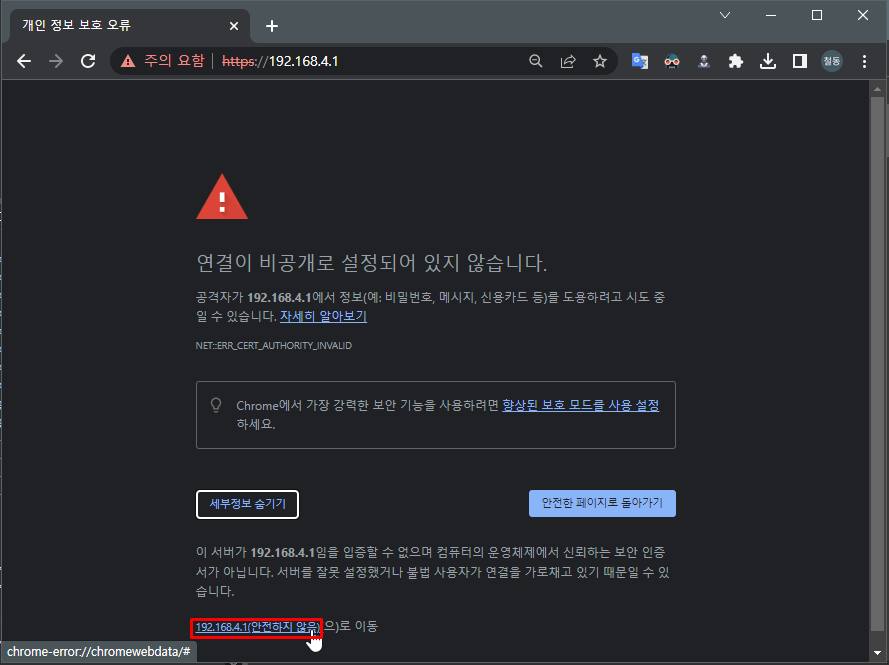 개인 정보 보호 오류
주의 요함 https://192.168.4.1
철동
연결이 비공개로 설정되어 있지 않습니다.
공격자가 192.168.4.1에서 정보(예: 비밀번호, 메시지, 신용카드 등)를 도용하려고 시도 중
일 수 있습니다. 자세히 알아보기
NET::ERR_CERT_AUTHORITY_INVALID
Chrome에서 가장 강력한 보안 기능을 사용하려면 향상된 보호 모드를 사용 설정
하세요.
세부정보 숨기기
안전한 페이지로 돌아가기
이 서버가 192.168.4.1임을 입증할 수 없으며 컴퓨터의 운영체제에서 신뢰하는 보안 인증
서가 아닙니다. 서버를 잘못 설정했거나 불법 사용자가 연결을 가로채고 있기 때문일 수 있
습니다.
192.168.4.1(안전하지 않음)(으)로 이동
chrome-error://chromewebdata/#